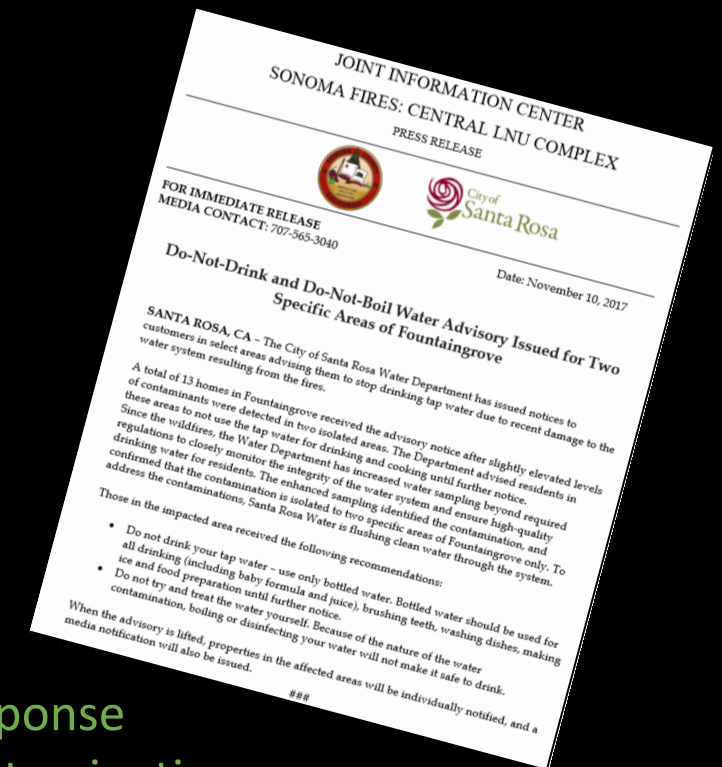 JOINT INFORMATION CENTER
SONOMA FIRES: CENTRAL LNU COMPLEX
PRESS RELEASE
City of
Santa Rosa
FOR IMMEDIATE RELEASE
MEDIA CONTACT: 707-565-3040
Date: November 10, 2017
Do-Not-Drink and Do-Not-Boil Water Advisory Issued for Two
Specific Areas of Fountaingrove
SANTA ROSA, CA – The City of Santa Rosa Water Department has issued notices to
customers in select areas advising them to stop drinking tap water due to recent damage to the
water system resulting from the fires.
A total of 13 homes in Fountaingrove received the advisory notice after slightly elevated levels
of contaminants were detected in two isolated areas. The Department advised residents in
these areas to not use the tap water for drinking and cooking until further notice.
Since the wildfires, the Water Department has increased water sampling beyond required
regulations to closely monitor the integrity of the water system and ensure high-quality
drinking water for residents. The enhanced sampling identified the contamination, and
confirmed that the contamination is isolated to two specific areas of Fountaingrove only. To
address the contaminations, Santa Rosa Water is flushing clean water through the system.
Those in the impacted area received the following recommendations:
• Do not drink your tap water – use only bottled water. Bottled water should be used for
all drinking (including baby formula and juice), brushing teeth, washing dishes, making
ice and food preparation until further notice.
• Do not try and treat the water yourself. Because of the nature of the water
contamination, boiling or disinfecting your water will not make it safe to drink.
When the advisory is lifted, properties in the affected areas will be individually notified, and a
media notification will also be issued.
###
ponse